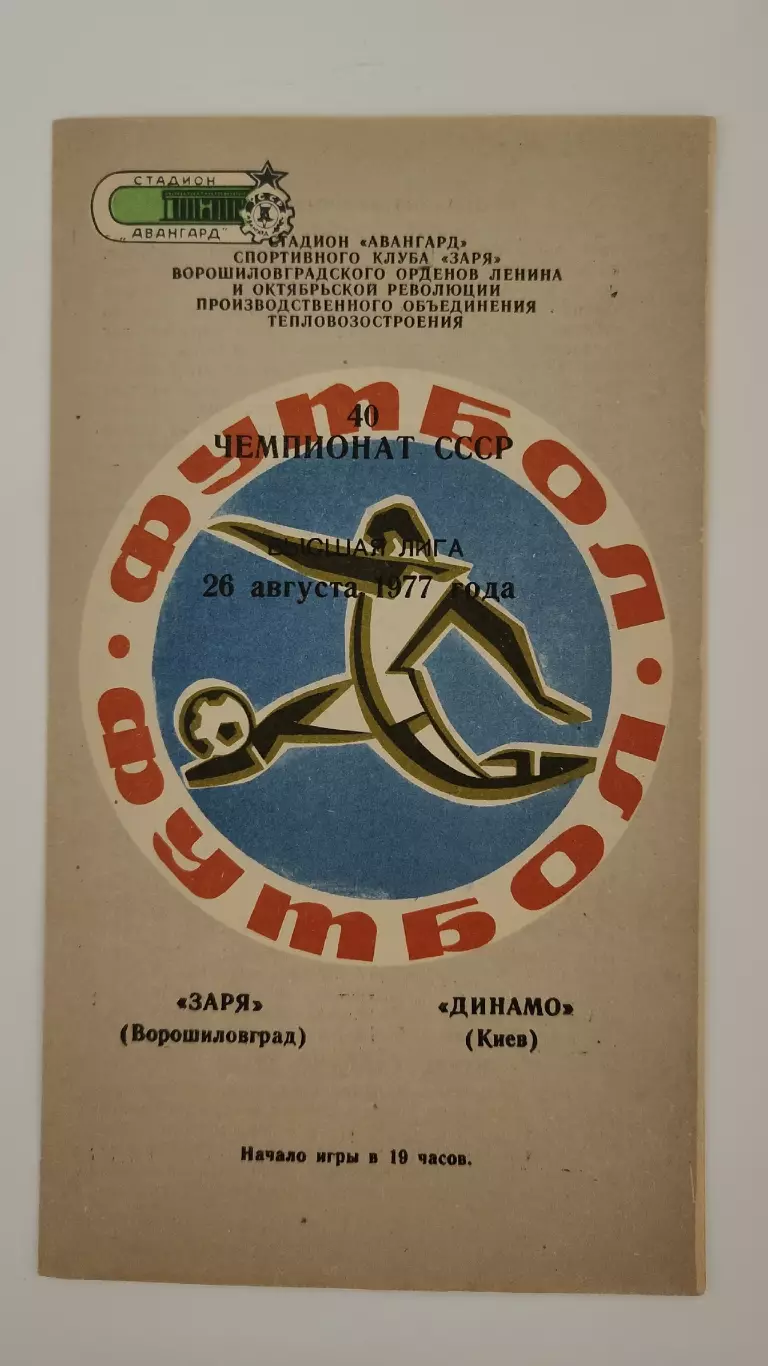 СТАДИОН
„АВАНГАРД"
СТАДИОН «АВАНГАРД»
СПОРТИВНОГО КЛУБА «ЗАРЯ»
ВОРОШИЛОВГРАДСКОГО ОРДЕНОВ ЛЕНИНА
И ОКТЯБРЬСКОЙ РЕВОЛЮЦИИ
ПРОИЗВОДСТВЕННОГО ОБЪЕДИНЕНИЯ
ТЕПЛОВОЗОСТРОЕНИЯ
ФУТБОЛ · ФУТБОЛ ·
40
ЧЕМПИОНАТ СССР
ВЫСШАЯ ЛИГА
26 августа 1977 года
«ЗАРЯ»
(Ворошиловград)
«ДИНАМО»
(Киев)
Начало игры в 19 часов.